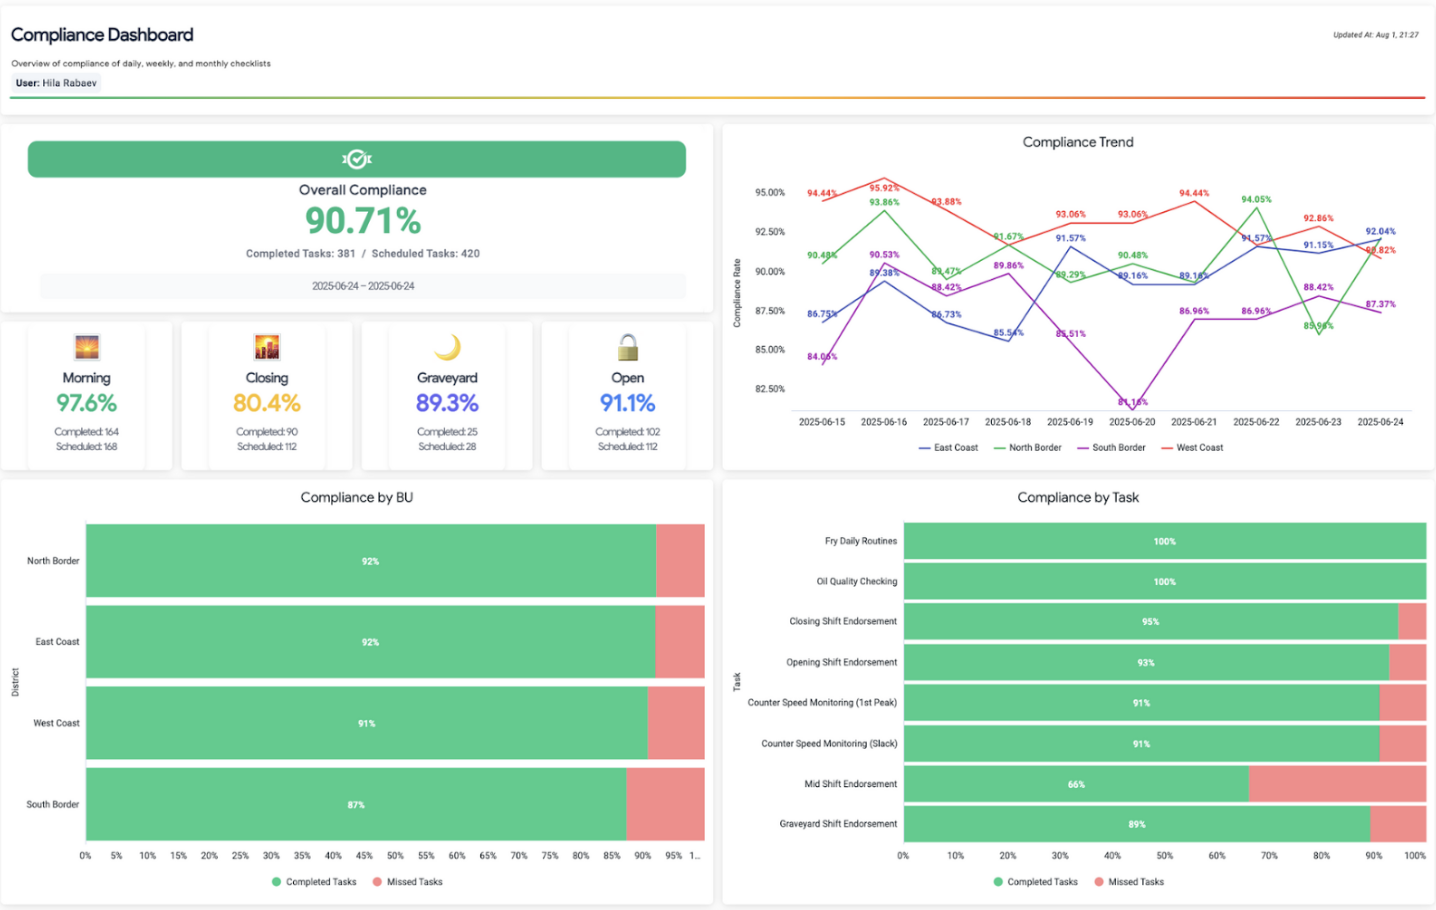 Compliance Dashboard
Updated At: Aug 1, 21:27
Overview of compliance of daily, weekly, and monthly checklists
User: Hila Rabaev
Overall Compliance
90.71%
Completed Tasks: 381 / Scheduled Tasks: 420
2025-06-24 – 2025-06-24
Morning
97.6%
Completed: 164
Scheduled: 168
Closing
80.4%
Completed: 90
Scheduled: 112
Graveyard
89.3%
Completed: 25
Scheduled: 28
Open
91.1%
Completed: 102
Scheduled: 112
Compliance Trend
Compliance Rate
95.00%
92.50%
90.00%
87.50%
85.00%
82.50%
94.44% 95.92% 93.88% 91.67% 93.06% 93.06% 94.44% 91.57% 92.86% 90.82%
90.48% 93.86% 89.47% 89.29% 90.48% 89.16% 94.05% 85.96% 92.04%
86.75% 89.38% 86.73% 85.54% 91.57% 89.16% 91.15%
84.06% 90.53% 88.42% 89.86% 85.51% 81.16% 86.96% 86.96% 88.42% 87.37%
2025-06-15 2025-06-16 2025-06-17 2025-06-18 2025-06-19 2025-06-20 2025-06-21 2025-06-22 2025-06-23 2025-06-24
East Coast North Border South Border West Coast
Compliance by BU
District
North Border 92%
East Coast 92%
West Coast 91%
South Border 87%
0% 5% 10% 15% 20% 25% 30% 35% 40% 45% 50% 55% 60% 65% 70% 75% 80% 85% 90% 95% 1...
Completed Tasks Missed Tasks
Compliance by Task
Task
Fry Daily Routines 100%
Oil Quality Checking 100%
Closing Shift Endorsement 95%
Opening Shift Endorsement 93%
Counter Speed Monitoring (1st Peak) 91%
Counter Speed Monitoring (Slack) 91%
Mid Shift Endorsement 66%
Graveyard Shift Endorsement 89%
0% 10% 20% 30% 40% 50% 60% 70% 80% 90% 100%
Completed Tasks Missed Tasks